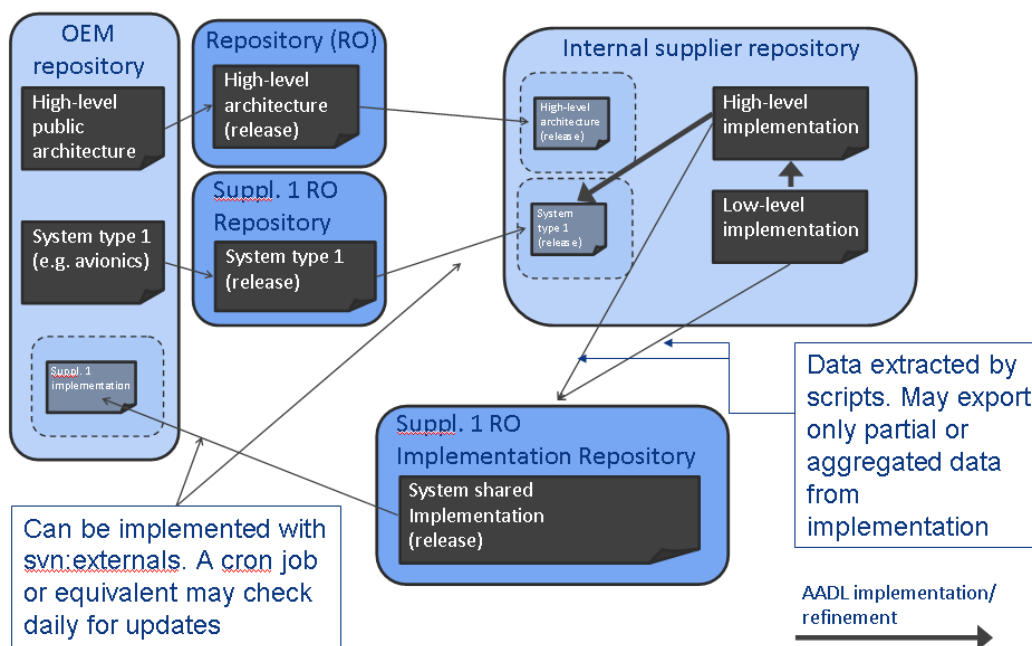 OEM
repository
High-level
public
architecture
System type 1
(e.g. avionics)
Suppl. 1
implementation
Repository (RO)
High-level
architecture
(release)
Suppl. 1 RO
Repository
System type 1
(release)
Internal supplier repository
High-level
architecture
(release)
System
type 1
(release)
High-level
implementation
Low-level
implementation
Suppl. 1 RO
Implementation Repository
System shared
Implementation
(release)
Can be implemented with
svn:externals. A cron job
or equivalent may check
daily for updates
Data extracted by
scripts. May export
only partial or
aggregated data
from
implementation
AADL implementation/
refinement